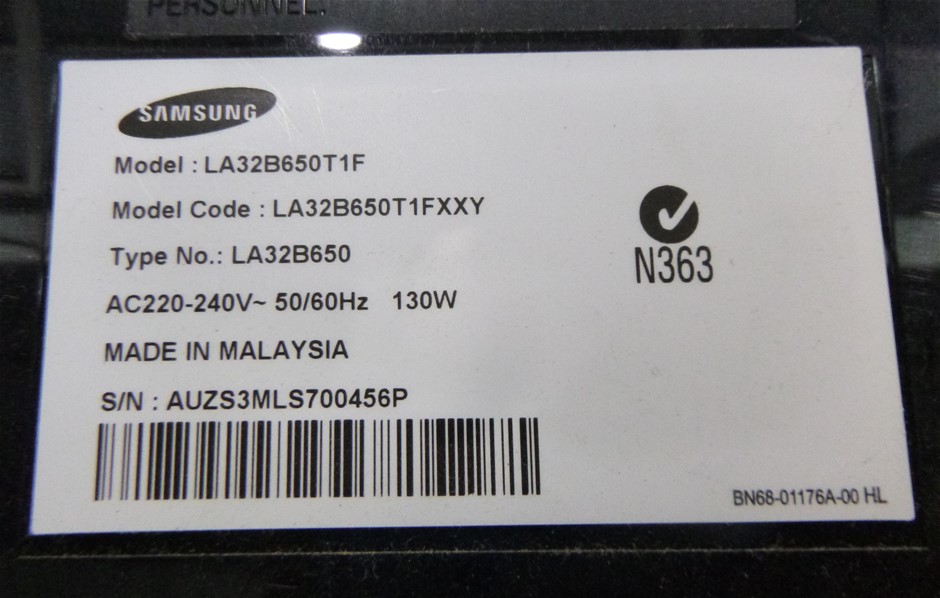 PERSONNEL.
SAMSUNG
Model : LA32B650T1F
Model Code : LA32B650T1FXXY
Type No.: LA32B650
AC220-240V~ 50/60Hz 130W
MADE IN MALAYSIA
S/N : AUZS3MLS700456P
N363
BN68-01176A-00 HL